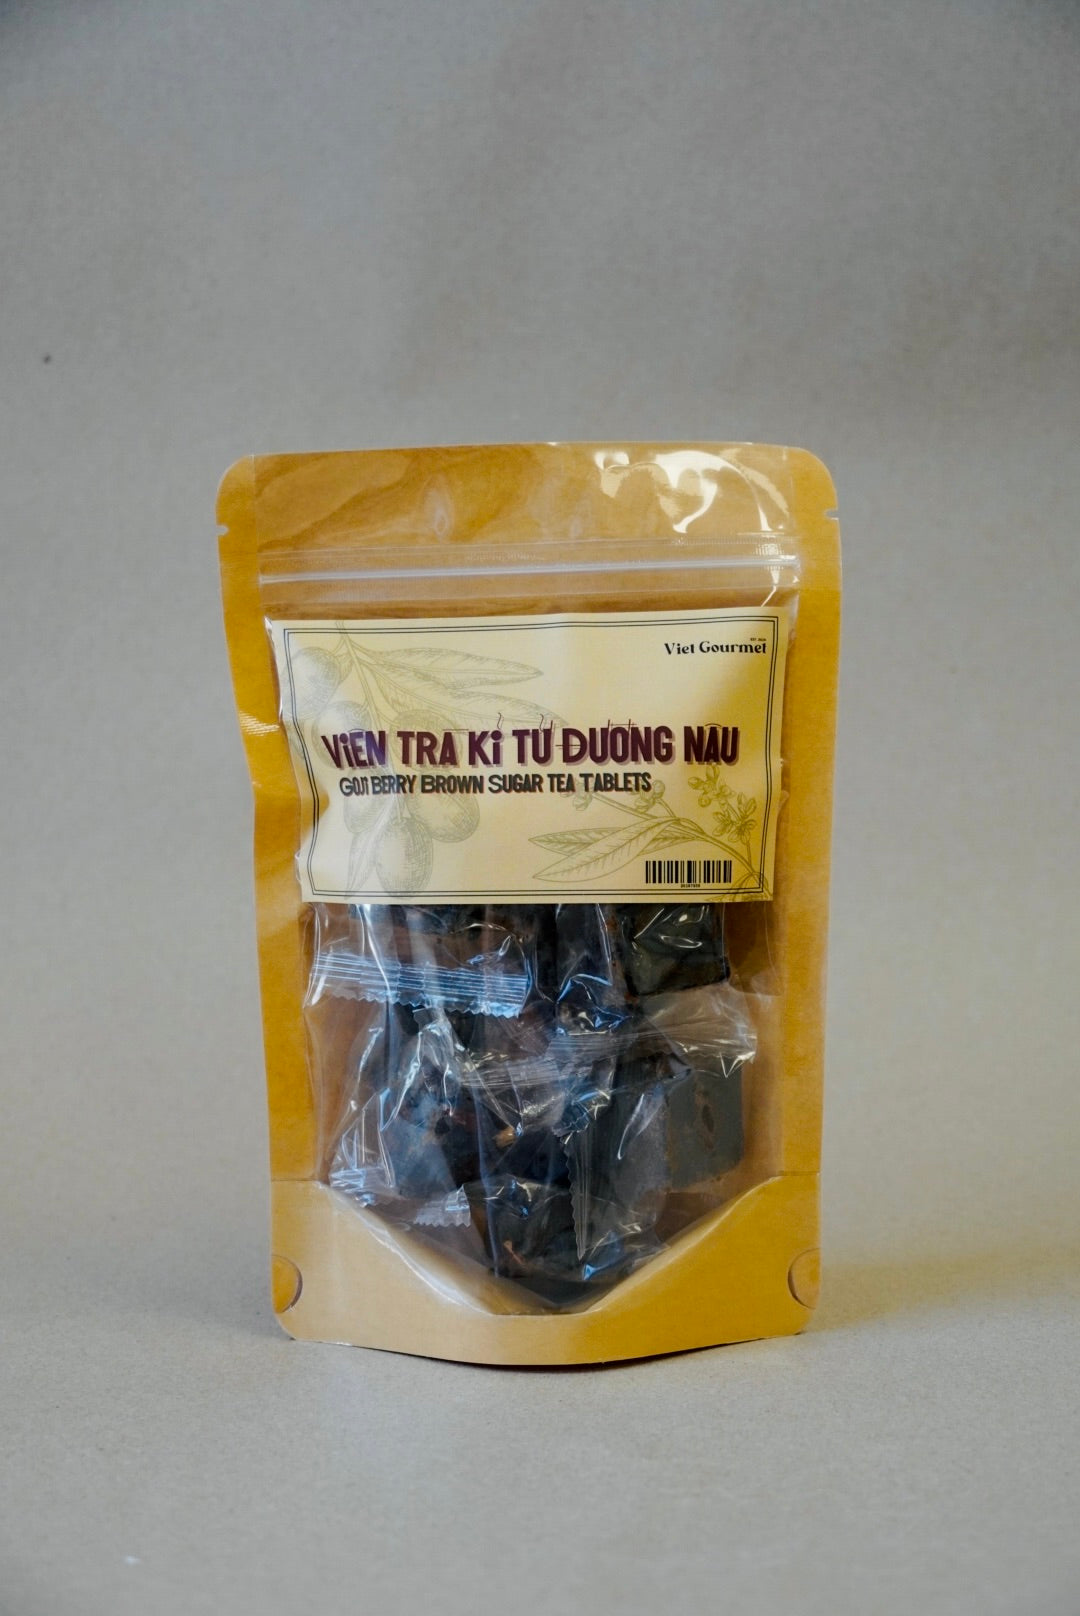 Viet Gourmet
VIÊN TRÀ KỈ TỬ ĐƯỜNG NÂU
GOJI BERRY BROWN SUGAR TEA TABLETS